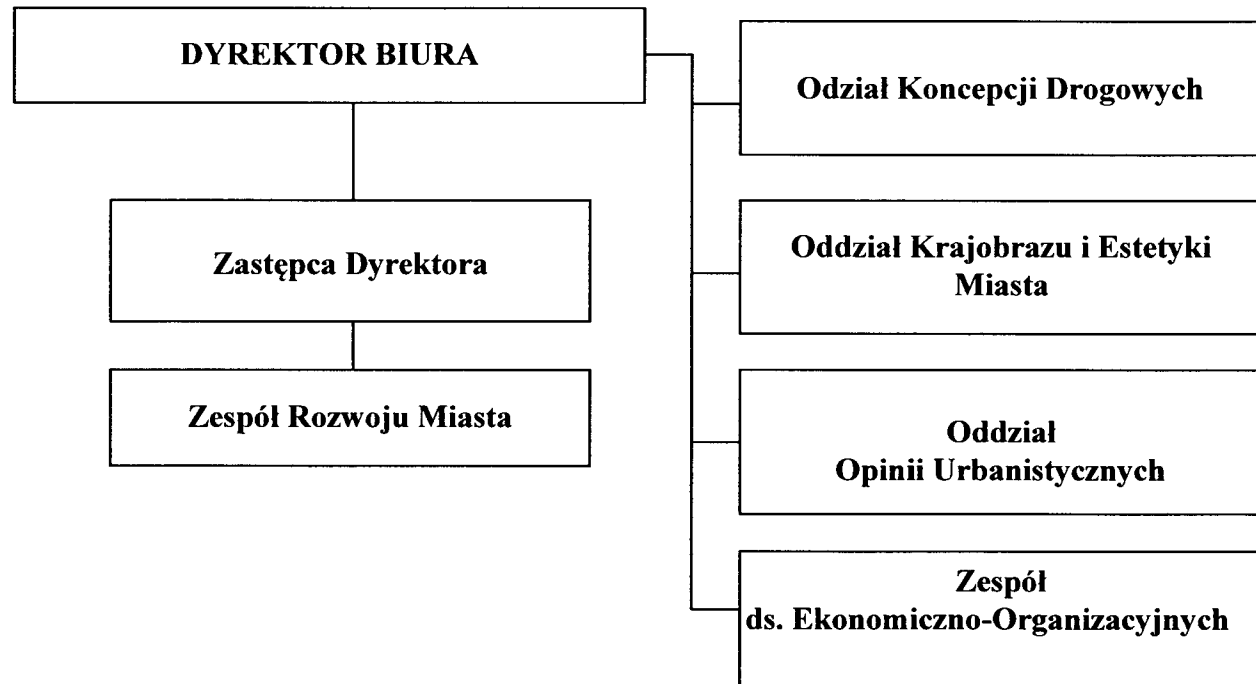 DYREKTOR BIURA
Zastępca Dyrektora
Zespół Rozwoju Miasta
Odział Koncepcji Drogowych
Oddział Krajobrazu i Estetyki
Miasta
Oddział
Opinii Urbanistycznych
Zespół
ds. Ekonomiczno-Organizacyjnych